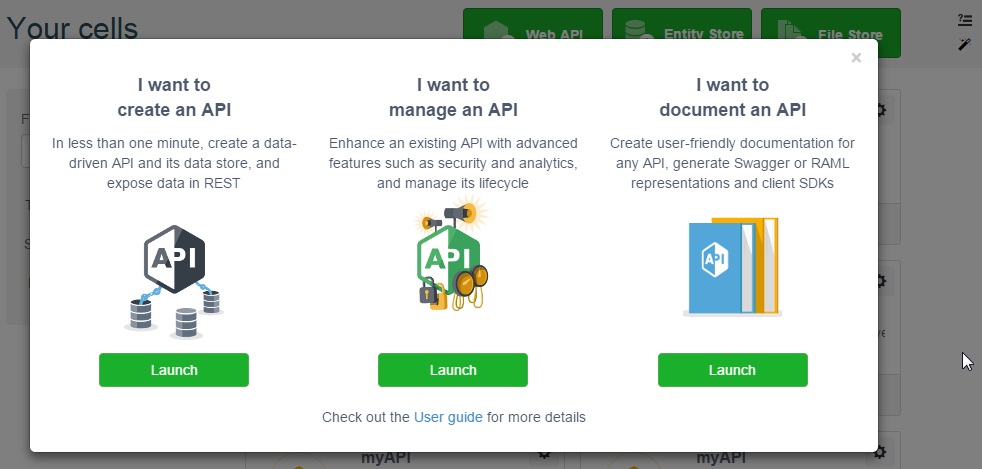 Your cells
Web API
Entity Store
File Store
×
I want to
create an API
In less than one minute, create a data-
driven API and its data store, and
expose data in REST
API
Launch
I want to
manage an API
Enhance an existing API with advanced
features such as security and analytics,
and manage its lifecycle
API
Launch
I want to
document an API
Create user-friendly documentation for
any API, generate Swagger or RAML
representations and client SDKs
API
Launch
Check out the User guide for more details
myAPI
myAPI